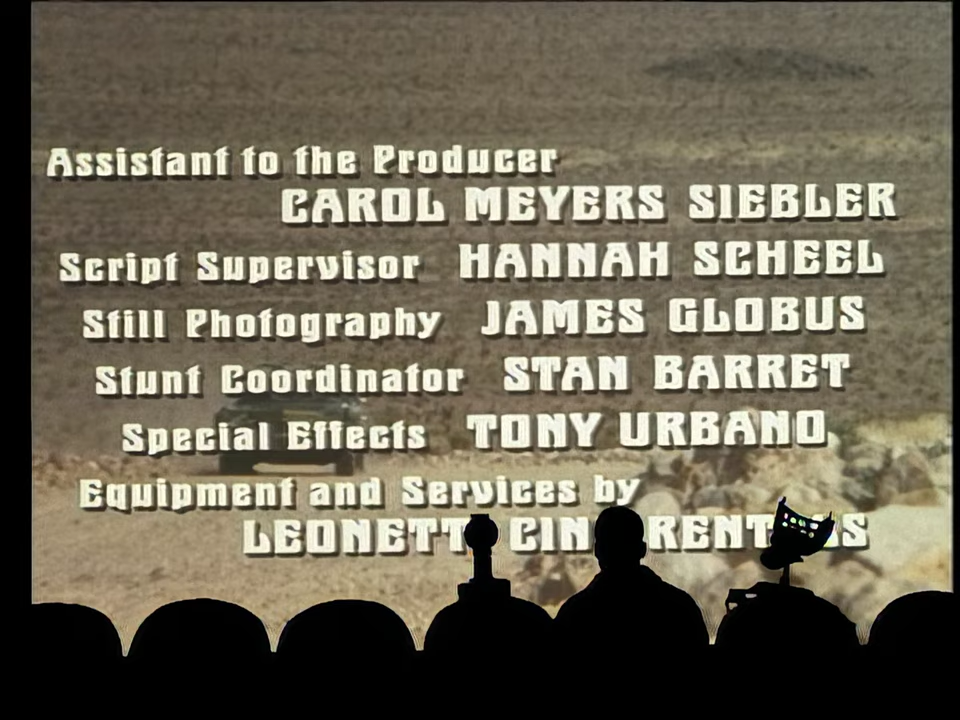 Assistant to the Producer
CAROL MEYERS SIEBLER
Script Supervisor HANNAH SCHEEL
Still Photography JAMES GLOBUS
Stunt Coordinator STAN BARRET
Special Effects TONY URBANO
Equipment and Services by